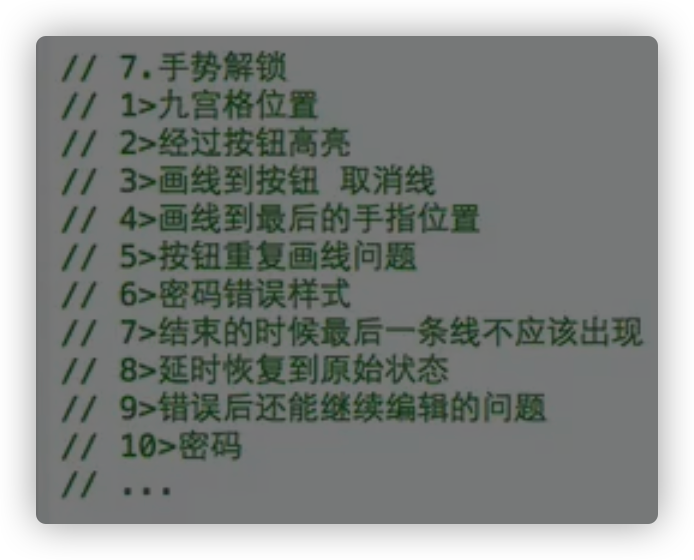 // 7.手势解锁
// 1>九宫格位置
// 2>经过按钮高亮
// 3>画线到按钮 取消线
// 4>画线到最后的手指位置
// 5>按钮重复画线问题
// 6>密码错误样式
// 7>结束的时候最后一条线不应该出现
// 8>延时恢复到原始状态
// 9>错误后还能继续编辑的问题
// 10>密码
// ...